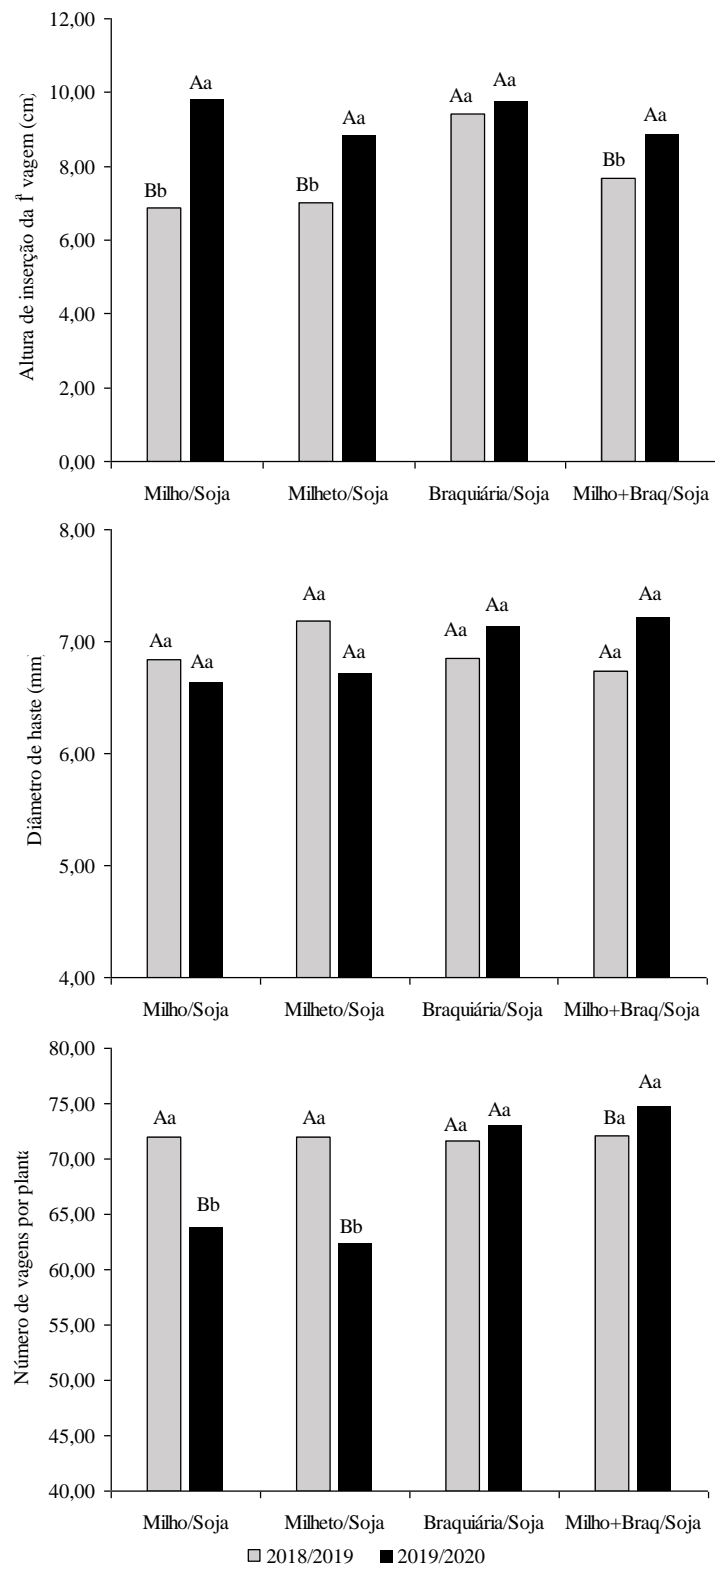 12,00
10,00
8,00
6,00
4,00
2,00
0,00
Altura de inserção da 1ª vagem (cm)
Aa
Bb
Aa
Bb
Aa
Aa
Aa
Bb
Milho/Soja Milheto/Soja Braquiária/Soja Milho+Braq/Soja
8,00
7,00
6,00
5,00
4,00
Diâmetro de haste (mm)
Aa
Aa
Aa
Aa
Aa
Aa
Aa
Aa
Milho/Soja Milheto/Soja Braquiária/Soja Milho+Braq/Soja
80,00
75,00
70,00
65,00
60,00
55,00
50,00
45,00
40,00
Número de vagens por planta
Aa
Bb
Aa
Bb
Aa
Aa
Ba
Aa
Milho/Soja Milheto/Soja Braquiária/Soja Milho+Braq/Soja
2018/2019 2019/2020